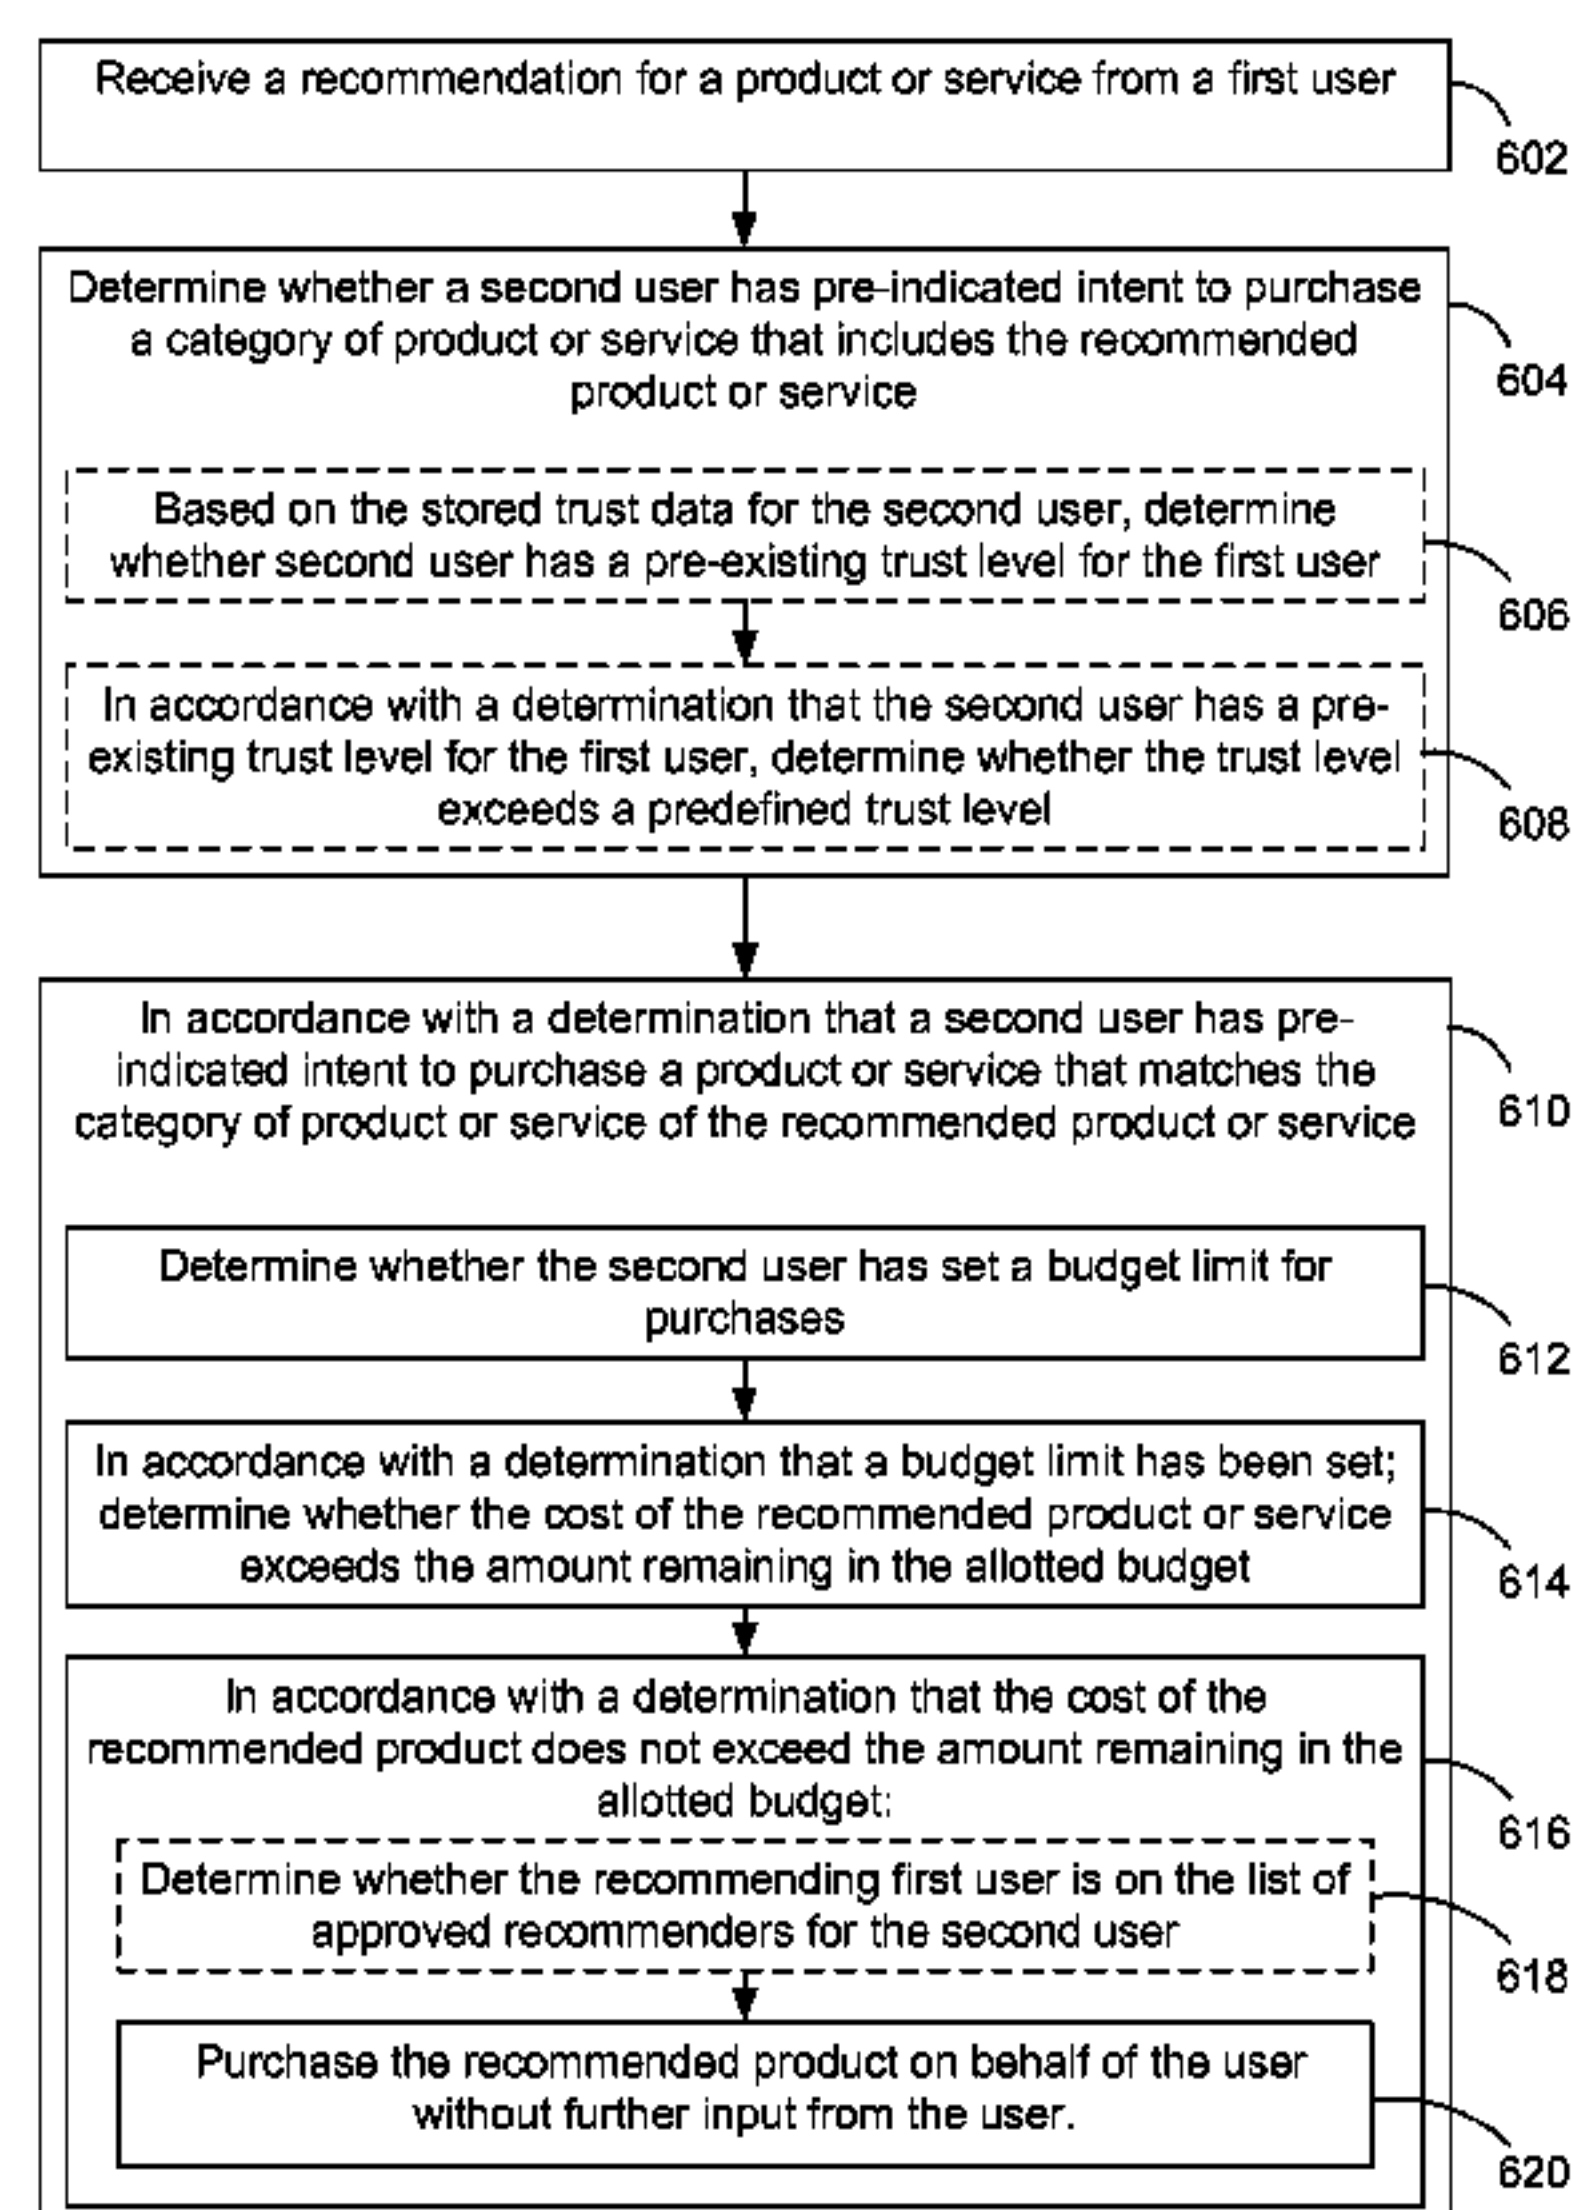 Receive a recommendation for a product or service from a first user
602
Determine whether a second user has pre-indicated intent to purchase
a category of product or service that includes the recommended
product or service
604
Based on the stored trust data for the second user, determine
whether second user has a pre-existing trust level for the first user
606
In accordance with a determination that the second user has a pre-
existing trust level for the first user, determine whether the trust level
exceeds a predefined trust level
608
In accordance with a determination that a second user has pre-
indicated intent to purchase a product or service that matches the
category of product or service of the recommended product or service
610
Determine whether the second user has set a budget limit for
purchases
612
In accordance with a determination that a budget limit has been set;
determine whether the cost of the recommended product or service
exceeds the amount remaining in the allotted budget
614
In accordance with a determination that the cost of the
recommended product does not exceed the amount remaining in the
allotted budget:
616
Determine whether the recommending first user is on the list of
approved recommenders for the second user
618
Purchase the recommended product on behalf of the user
without further input from the user.
620